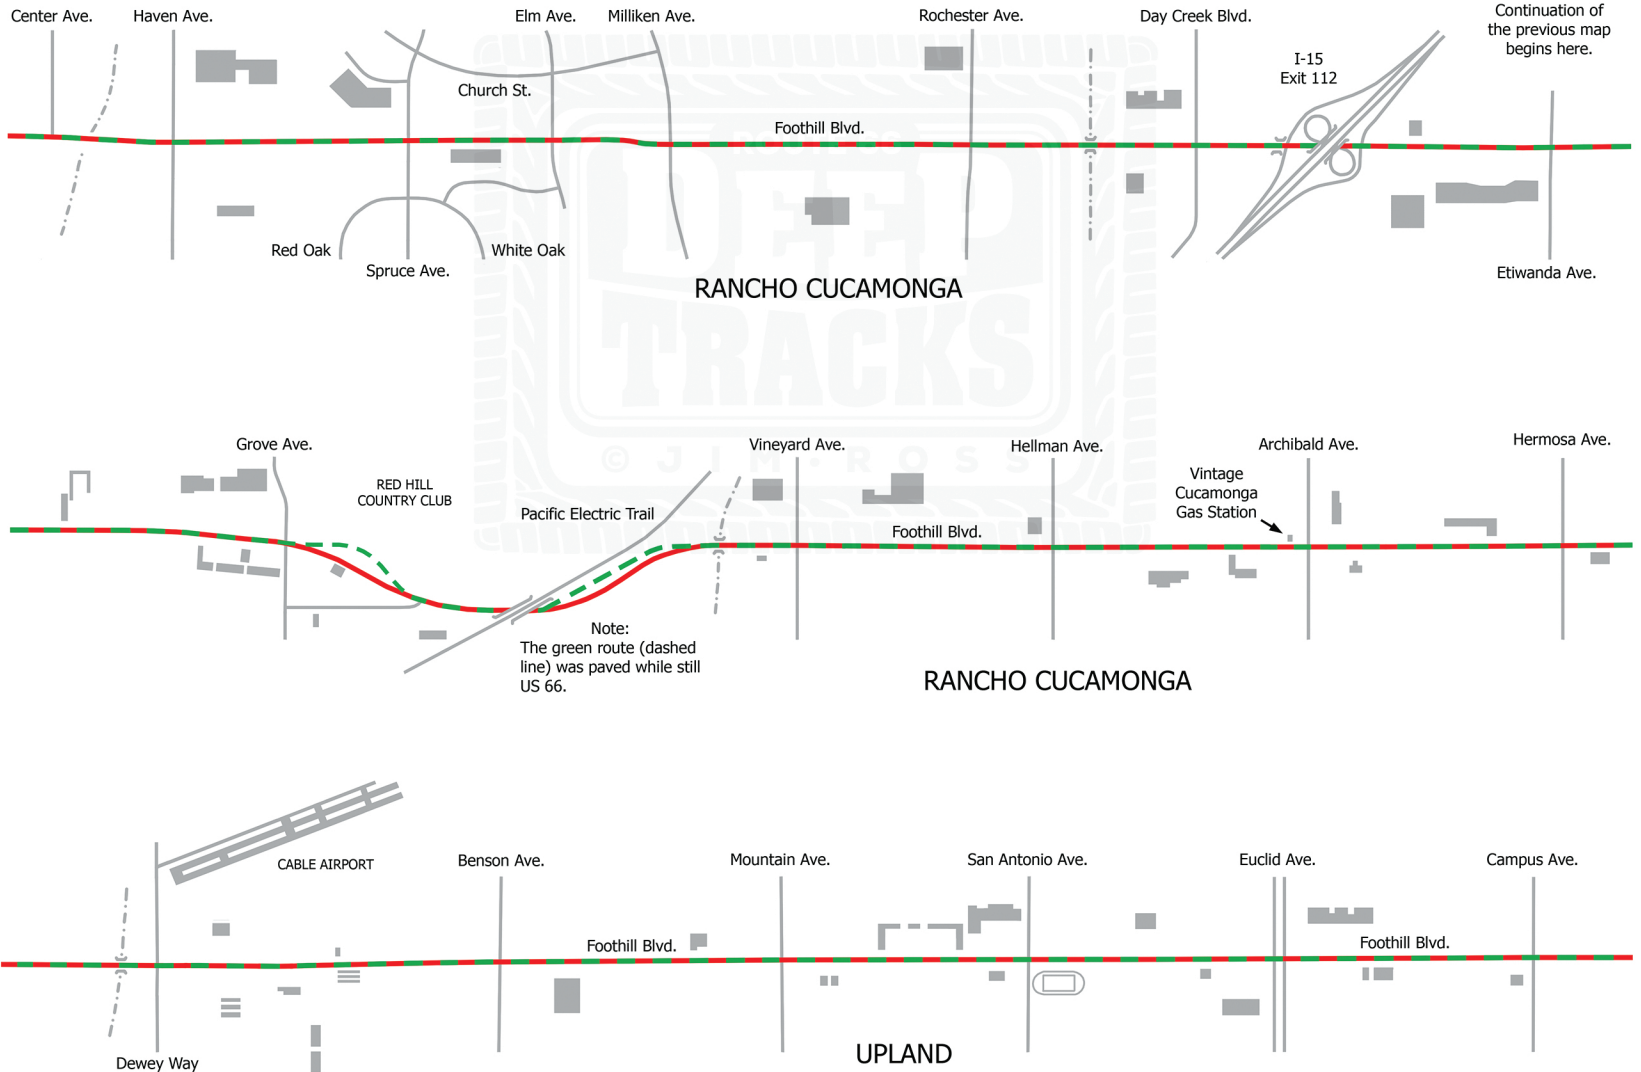 Center Ave.
Haven Ave.
Elm Ave.
Milliken Ave.
Rochester Ave.
Day Creek Blvd.
Continuation of
the previous map
begins here.
I-15
Exit 112
Church St.
Foothill Blvd.
Red Oak
White Oak
Spruce Ave.
Etiwanda Ave.
RANCHO CUCAMONGA
DEEP
TRACKS
© JIM ROSS
Grove Ave.
Vineyard Ave.
Hellman Ave.
Archibald Ave.
Hermosa Ave.
RED HILL
COUNTRY CLUB
Vintage
Cucamonga
Gas Station
Pacific Electric Trail
Foothill Blvd.
Note:
The green route (dashed
line) was paved while still
US 66.
RANCHO CUCAMONGA
CABLE AIRPORT
Benson Ave.
Mountain Ave.
San Antonio Ave.
Euclid Ave.
Campus Ave.
Foothill Blvd.
Foothill Blvd.
Dewey Way
UPLAND